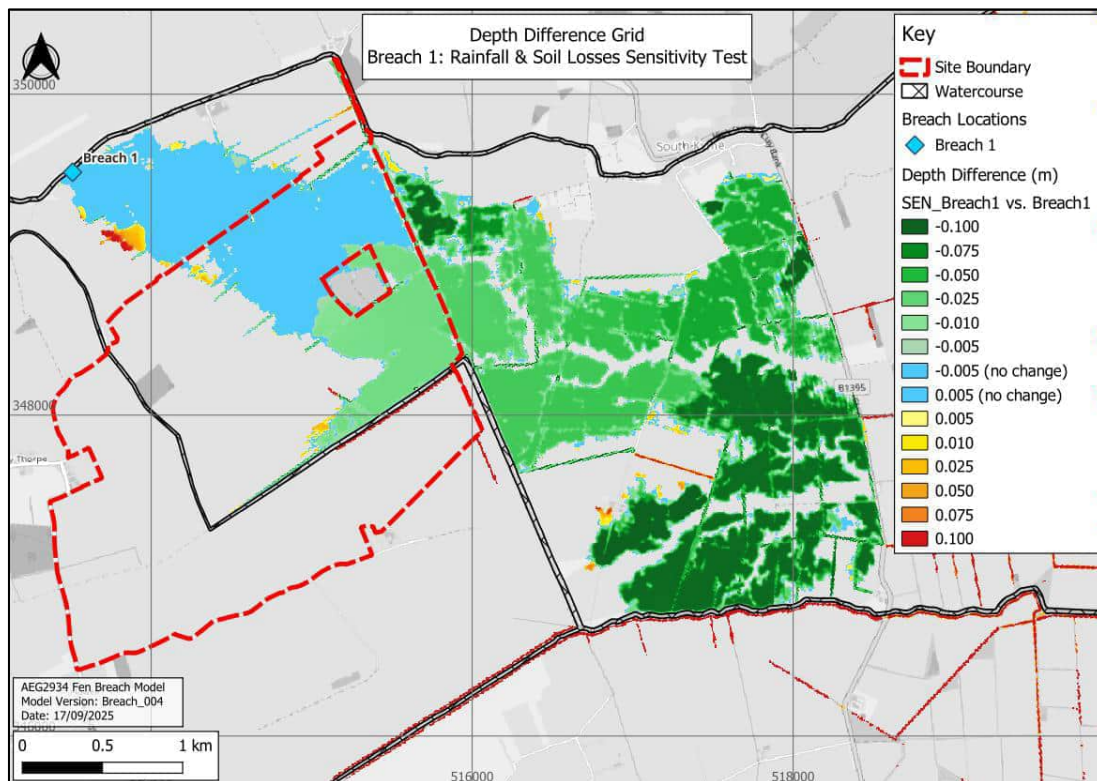 Depth Difference Grid
Breach 1: Rainfall & Soil Losses Sensitivity Test
Key
Site Boundary
Watercourse
Breach Locations
Breach 1
Depth Difference (m)
SEN_Breach1 vs. Breach1
-0.100
-0.075
-0.050
-0.025
-0.010
-0.005
-0.005 (no change)
0.005 (no change)
0.005
0.010
0.025
0.050
0.075
0.100
350000
Breach 1
South
348000
B1395
Thorpe
AEG2934 Fen Breach Model
Model Version: Breach_004
Date: 17/09/2025
0 0.5 1 km
516000
518000